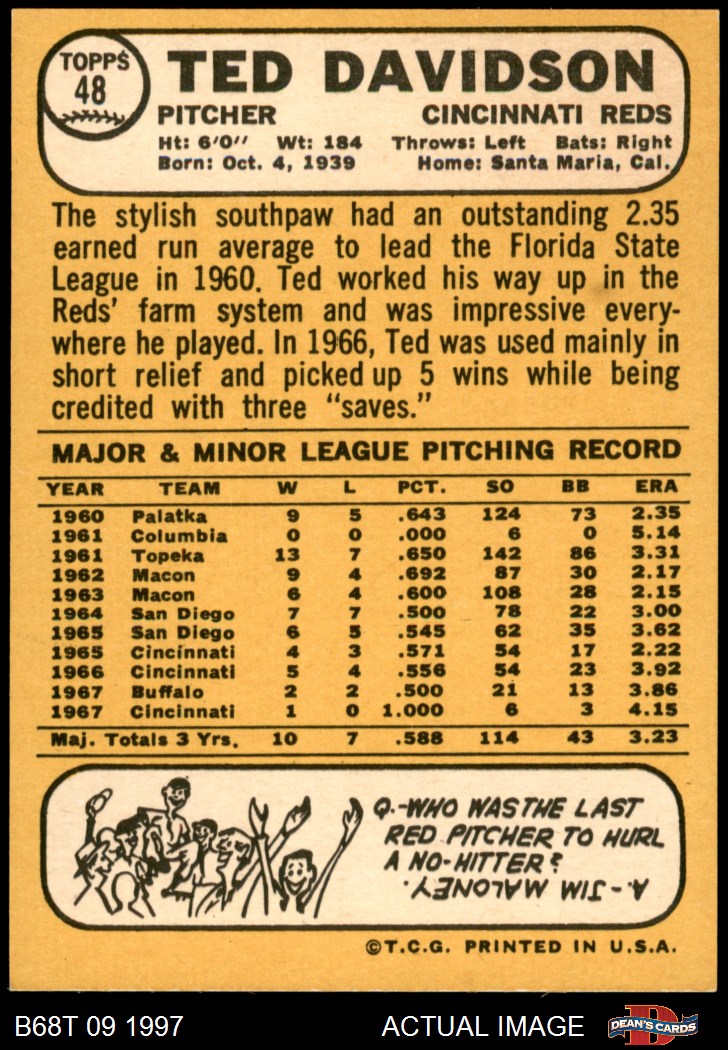 TOPPS
48
TED DAVIDSON
PITCHER CINCINNATI REDS
Ht: 6'0'' Wt: 184 Throws: Left Bats: Right
Born: Oct. 4, 1939 Home: Santa Maria, Cal.
The stylish southpaw had an outstanding 2.35
earned run average to lead the Florida State
League in 1960. Ted worked his way up in the
Reds' farm system and was impressive every-
where he played. In 1966, Ted was used mainly in
short relief and picked up 5 wins while being
credited with three "saves."
MAJOR & MINOR LEAGUE PITCHING RECORD
YEAR TEAM W L PCT. SO BB ERA
1960 Palatka 9 5 .643 124 73 2.35
1961 Columbia 0 0 .000 6 0 5.14
1961 Topeka 13 7 .650 142 86 3.31
1962 Macon 9 4 .692 87 30 2.17
1963 Macon 6 4 .600 108 28 2.15
1964 San Diego 7 7 .500 78 22 3.00
1965 San Diego 6 5 .545 62 35 3.62
1965 Cincinnati 4 3 .571 54 17 2.22
1966 Cincinnati 5 4 .556 54 23 3.92
1967 Buffalo 2 2 .500 21 13 3.86
1967 Cincinnati 1 0 1.000 6 3 4.15
Maj. Totals 3 Yrs. 10 7 .588 114 43 3.23
Q.-WHO WAS THE LAST
RED PITCHER TO HURL
A NO-HITTER?
A.-JIM MALONEY.
©T.C.G. PRINTED IN U.S.A.
B68T 09 1997 ACTUAL IMAGE D DEAN'S CARDS